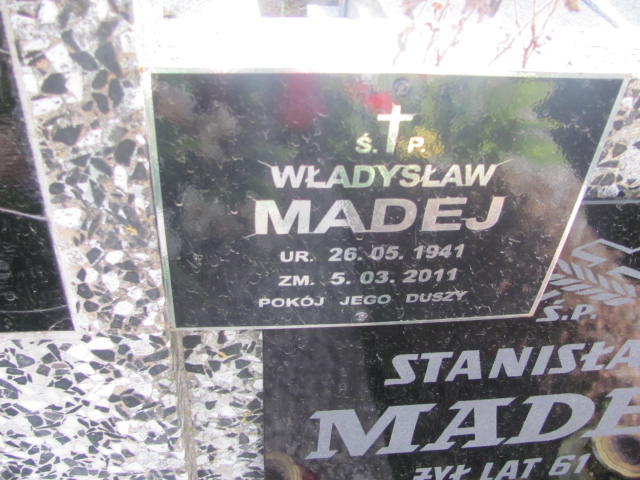 Ś. P.
WŁADYSŁAW
MADEJ
UR. 26. 05. 1941
ZM. 5. 03. 2011
POKÓJ JEGO DUSZY
Ś.P.
STANISŁA
MADE
ŻYŁ LAT 61